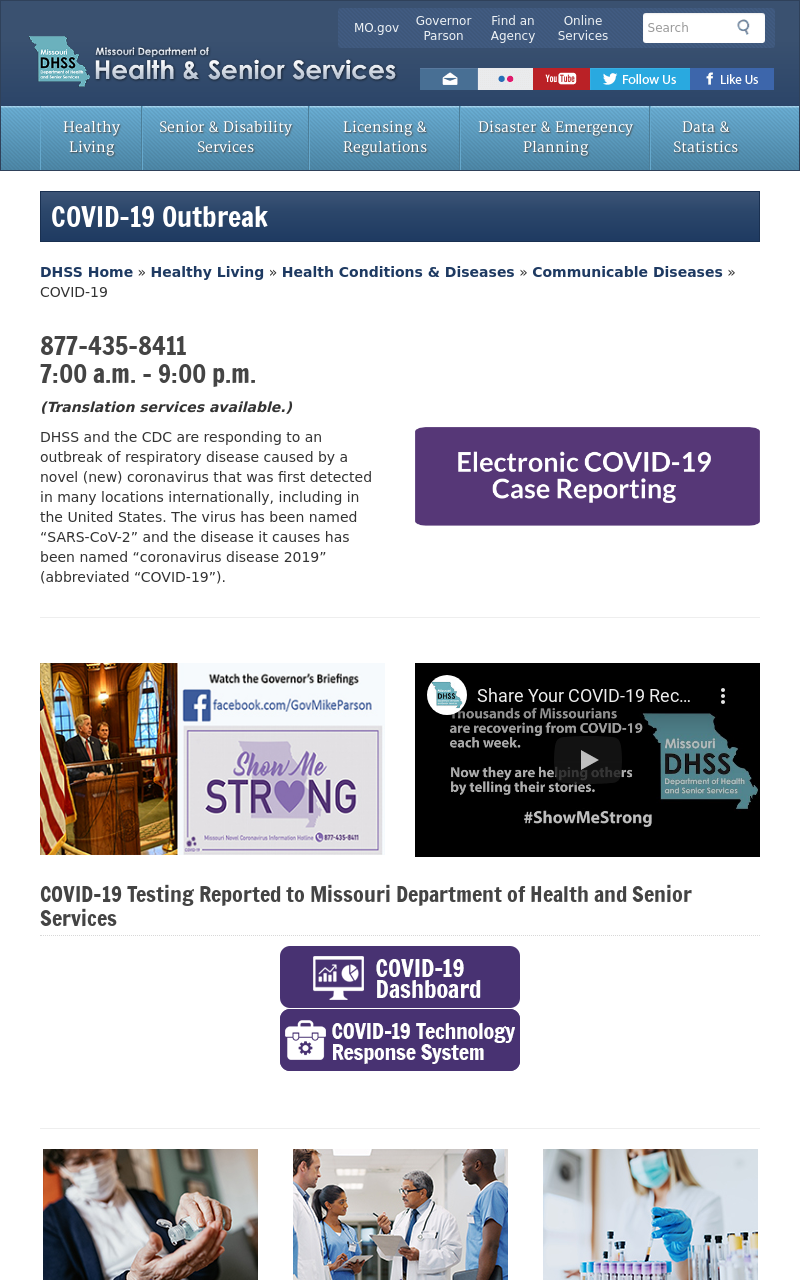 MO.gov
Governor Parson
Find an Agency
Online Services
Search
Missouri
DHSS
Department of Health
and Senior Services
Missouri Department of
Health & Senior Services
You Tube
Follow Us
Like Us
Healthy Living
Senior & Disability Services
Licensing & Regulations
Disaster & Emergency Planning
Data & Statistics
COVID-19 Outbreak
DHSS Home » Healthy Living » Health Conditions & Diseases » Communicable Diseases »
COVID-19
877-435-8411
7:00 a.m. - 9:00 p.m.
(Translation services available.)
DHSS and the CDC are responding to an
outbreak of respiratory disease caused by a
novel (new) coronavirus that was first detected
in many locations internationally, including in
the United States. The virus has been named
“SARS-CoV-2” and the disease it causes has
been named “coronavirus disease 2019”
(abbreviated “COVID-19”).
Electronic COVID-19
Case Reporting
Watch the Governor's Briefings
facebook.com/GovMikeParson
Show Me
STRONG
Missouri Novel Coronavirus Information Hotline 877-435-8411
Share Your COVID-19 Rec...
Thousands of Missourians
are recovering from COVID-19
each week.
Now they are helping others
by telling their stories.
#ShowMeStrong
Missouri
DHSS
Department of Health
and Senior Services
COVID-19 Testing Reported to Missouri Department of Health and Senior
Services
COVID-19
Dashboard
COVID-19 Technology
Response System